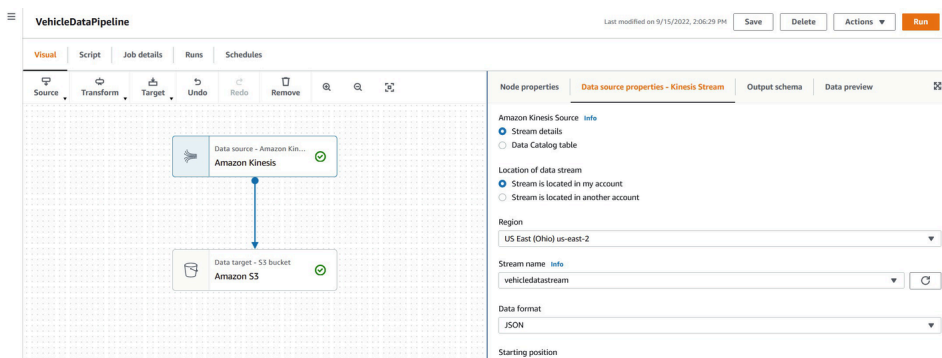 VehicleDataPipeline
Last modified on 9/15/2022, 2:06:29 PM
Save
Delete
Actions
Run
Visual
Script
Job details
Runs
Schedules
Source
Transform
Target
Undo
Redo
Remove
Data source - Amazon Kin...
Amazon Kinesis
Data target - S3 bucket
Amazon S3
Node properties
Data source properties - Kinesis Stream
Output schema
Data preview
Amazon Kinesis Source Info
Stream details
Data Catalog table
Location of data stream
Stream is located in my account
Stream is located in another account
Region
US East (Ohio) us-east-2
Stream name Info
vehicledatastream
Data format
JSON
Starting position